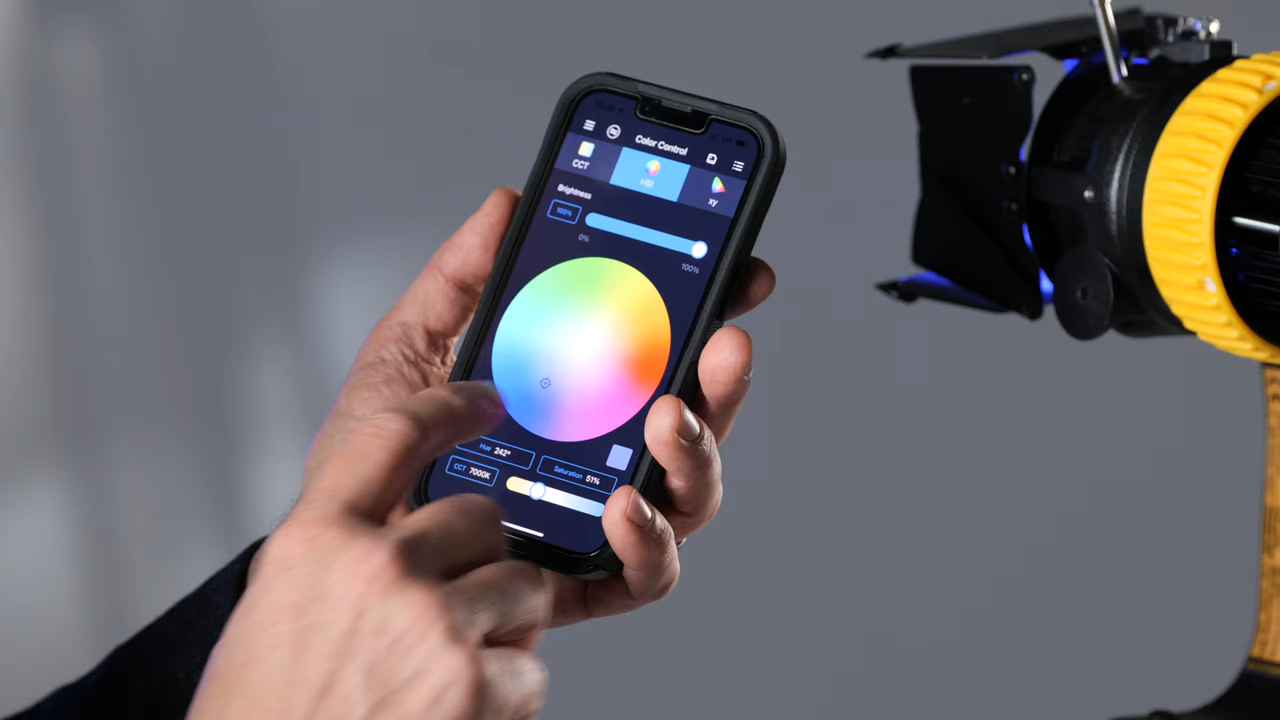 Color Control
CCT
HSI
xy
Brightness
100%
0%
100%
Hue 242°
Saturation 51%
CCT 7000K